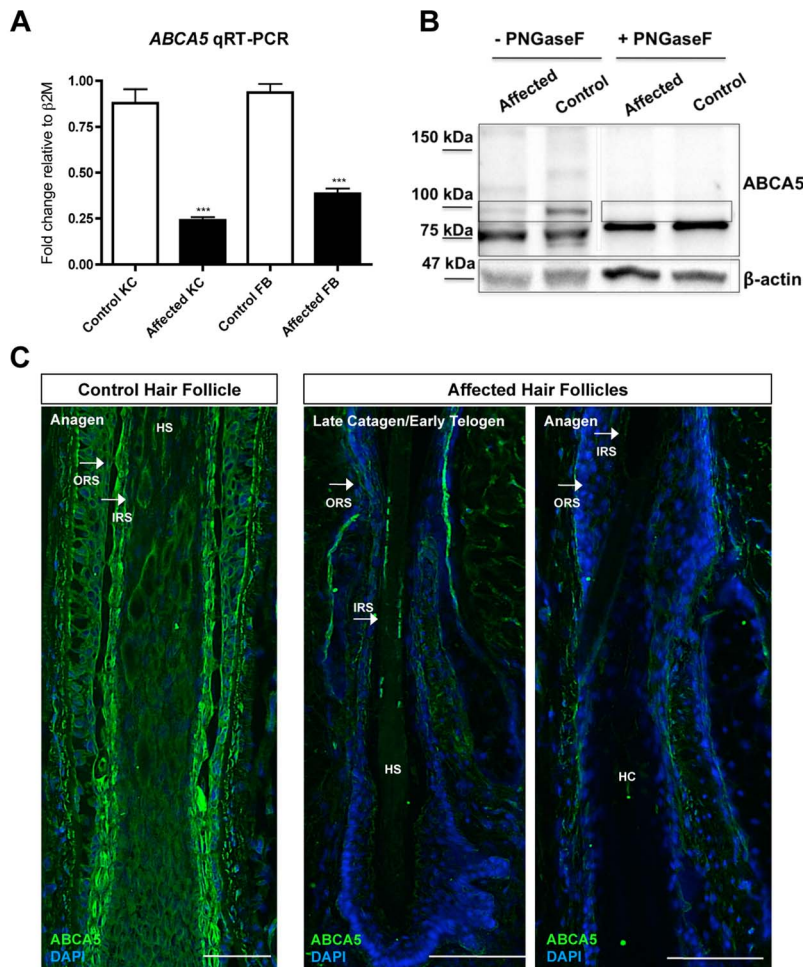 A
ABCA5 qRT-PCR
Fold change relative to β2M
1.00
0.75
0.50
0.25
0.00
***
***
Control KC
Affected KC
Control FB
Affected FB
B
- PNGaseF
+ PNGaseF
Affected
Control
Affected
Control
150 kDa
100 kDa
75 kDa
47 kDa
ABCA5
β-actin
C
Control Hair Follicle
Affected Hair Follicles
Anagen
HS
ORS
IRS
ABCA5
DAPI
Late Catagen/Early Telogen
ORS
IRS
HS
ABCA5
DAPI
Anagen
IRS
ORS
HC
ABCA5
DAPI